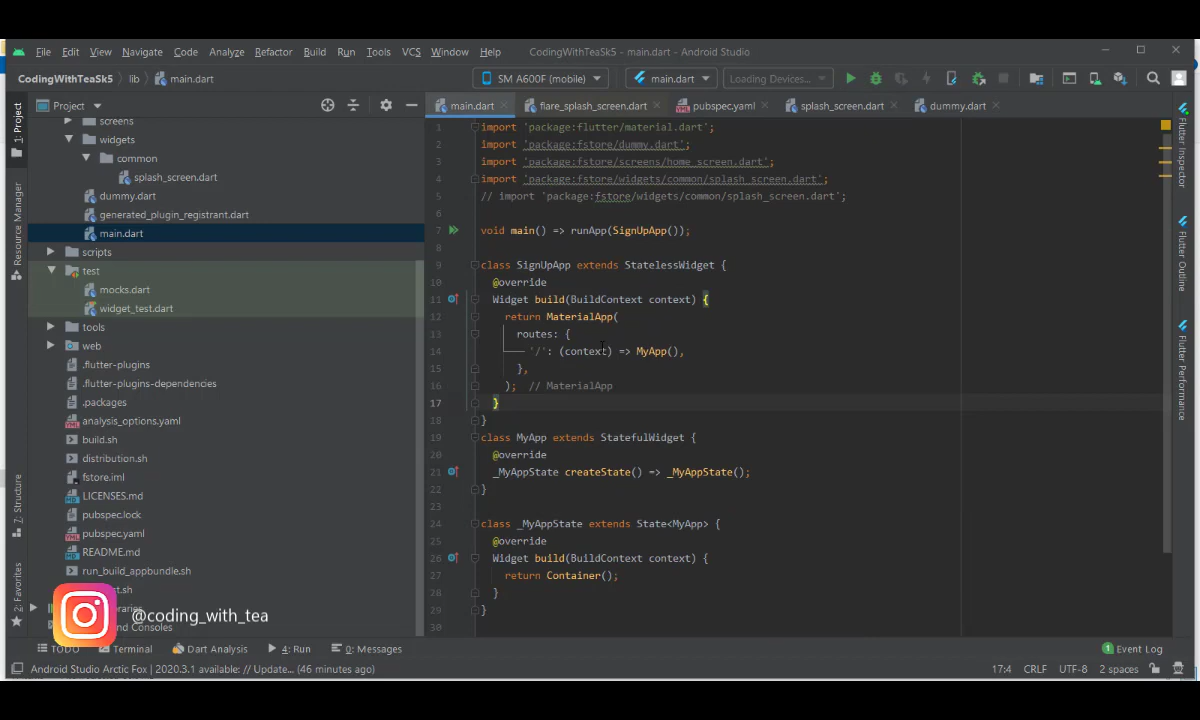 File Edit View Navigate Code Analyze Refactor Build Run Tools VCS Window Help CodingWithTeaSk5 - main.dart - Android Studio
CodingWithTeaSk5 lib main.dart SM A600F (mobile) main.dart Loading Devices...
1: Project
Resource Manager
7: Structure
2: Favorites
Project
screens
widgets
common
splash_screen.dart
dummy.dart
generated_plugin_registrant.dart
main.dart
scripts
test
mocks.dart
widget_test.dart
tools
web
.flutter-plugins
.flutter-plugins-dependencies
.packages
analysis_options.yaml
build.sh
distribution.sh
fstore.iml
LICENSES.md
pubspec.lock
pubspec.yaml
README.md
run_build_appbundle.sh
@coding_with_tea
main.dart flare_splash_screen.dart pubspec.yaml splash_screen.dart dummy.dart
1 import 'package:flutter/material.dart';
2 import 'package:fstore/dummy.dart';
3 import 'package:fstore/screens/home_screen.dart';
4 import 'package:fstore/widgets/common/splash_screen.dart';
5 // import 'package:fstore/widgets/common/splash_screen.dart';
6
7 void main() => runApp(SignUpApp());
8
9 class SignUpApp extends StatelessWidget {
10 @override
11 Widget build(BuildContext context) {
12 return MaterialApp(
13 routes: {
14 '/': (context) => MyApp(),
15 },
16 ); // MaterialApp
17 }
18 }
19 class MyApp extends StatefulWidget {
20 @override
21 _MyAppState createState() => _MyAppState();
22 }
23
24 class _MyAppState extends State<MyApp> {
25 @override
26 Widget build(BuildContext context) {
27 return Container();
28 }
29 }
30
Flutter Inspector
Flutter Outline
Flutter Performance
TODO Terminal Dart Analysis 4: Run 0: Messages 1 Event Log
Android Studio Arctic Fox | 2020.3.1 available: // Update... (46 minutes ago) 17:4 CRLF UTF-8 2 spaces